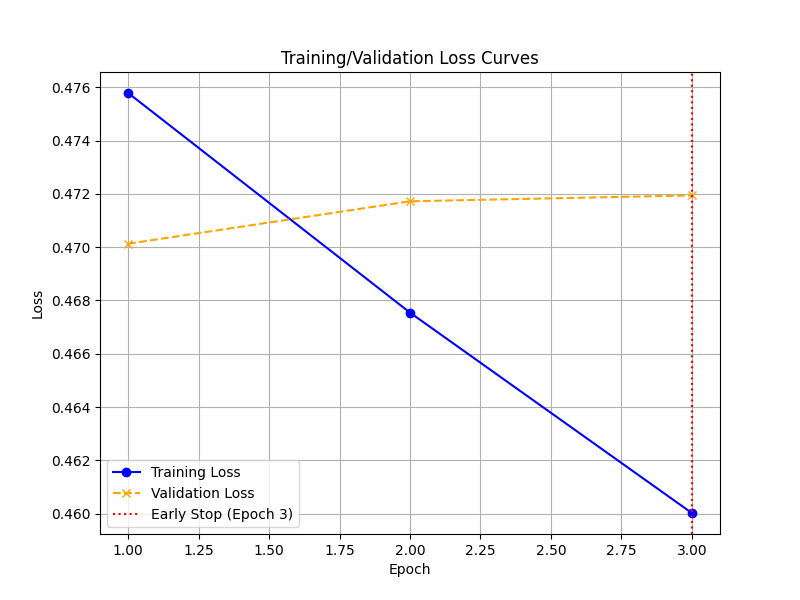 Training/Validation Loss Curves
Loss
0.476
0.474
0.472
0.470
0.468
0.466
0.464
0.462
0.460
Training Loss
Validation Loss
Early Stop (Epoch 3)
1.00 1.25 1.50 1.75 2.00 2.25 2.50 2.75 3.00
Epoch